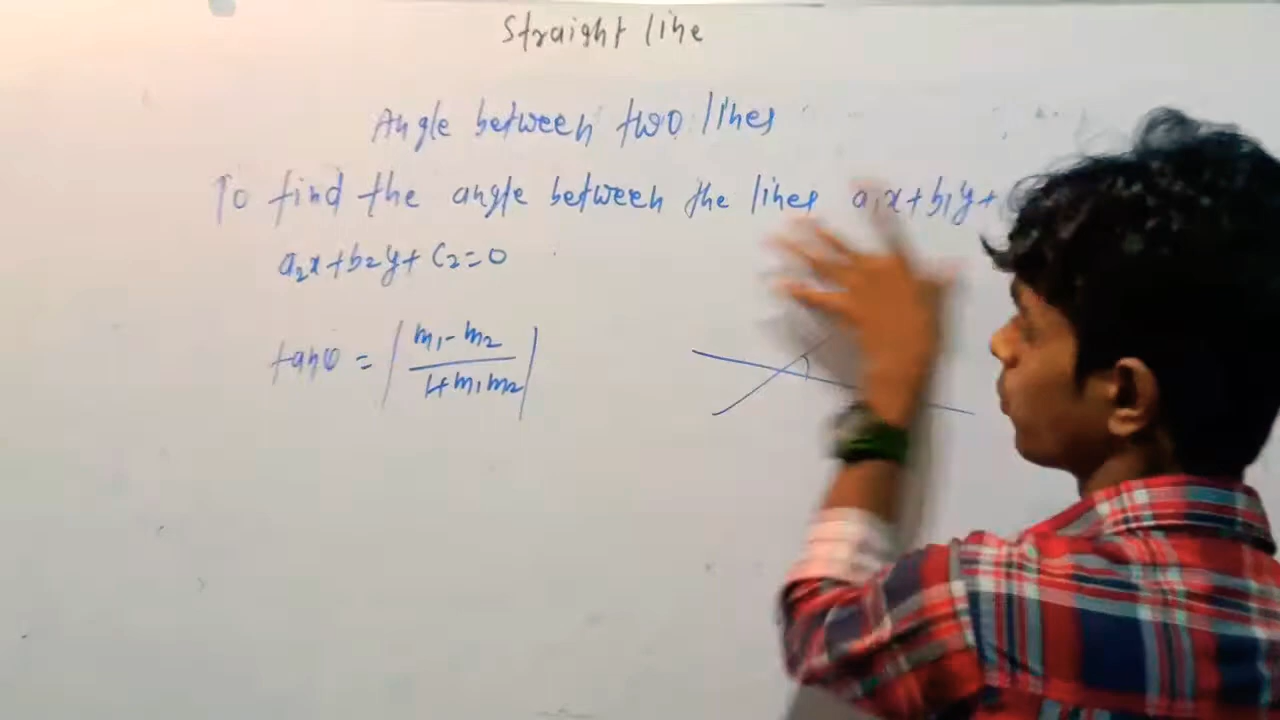 Straight line
Angle between two lines
To find the angle between the lines a₁x+b₁y+
a₂x+b₂y+c₂=0
tanθ = | m₁-m₂ / 1+m₁m₂ |